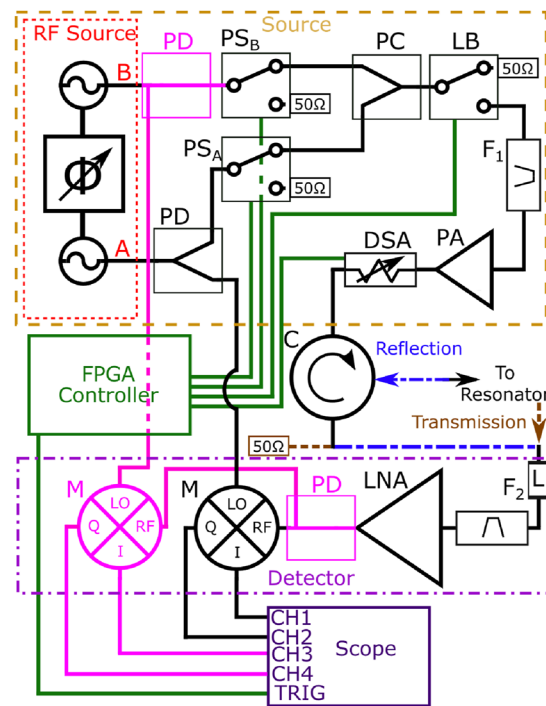 Source
RF Source
PD
PS_B
PC
LB
B
50Ω
50Ω
PS_A
F_1
Φ
PD
50Ω
A
DSA
PA
C
Reflection
FPGA
Controller
To
Resonator
Transmission
50Ω
M
M
PD
LNA
F_2
L
LO
Q
RF
I
LO
Q
RF
I
Detector
CH1
CH2
CH3
CH4
TRIG
Scope